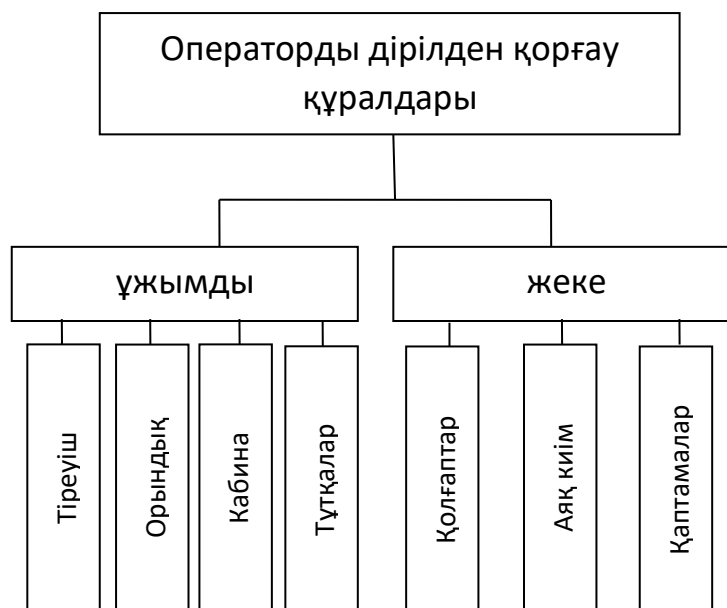 Операторды дірілден қорғау
құралдары
ұжымды
жеке
Тіреуіш
Орындық
Кабина
Тұтқалар
Қолғаптар
Аяқ киім
Қаптамалар